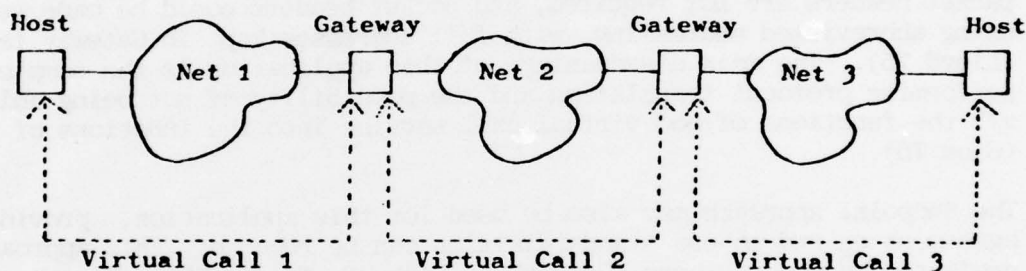 Host Gateway Gateway Host
Net 1 Net 2 Net 3
Virtual Call 1 Virtual Call 2 Virtual Call 3